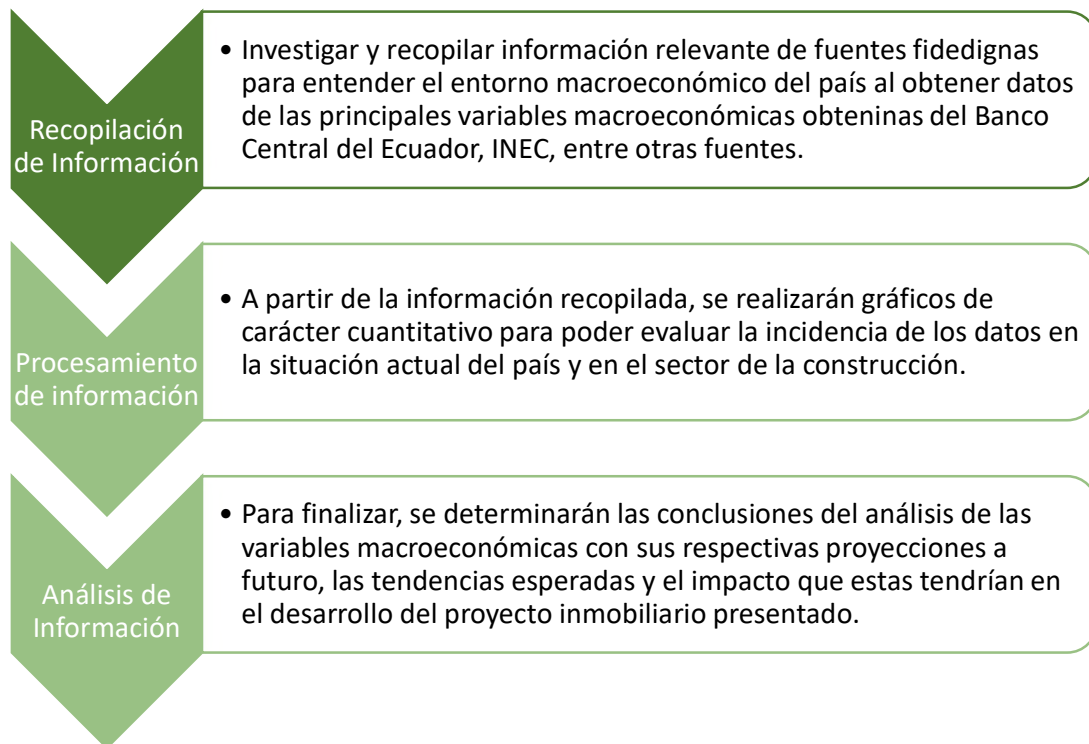 Recopilación
de Información
• Investigar y recopilar información relevante de fuentes fidedignas
para entender el entorno macroeconómico del país al obtener datos
de las principales variables macroeconómicas obteninas del Banco
Central del Ecuador, INEC, entre otras fuentes.
Procesamiento
de información
• A partir de la información recopilada, se realizarán gráficos de
carácter cuantitativo para poder evaluar la incidencia de los datos en
la situación actual del país y en el sector de la construcción.
Análisis de
Información
• Para finalizar, se determinarán las conclusiones del análisis de las
variables macroeconómicas con sus respectivas proyecciones a
futuro, las tendencias esperadas y el impacto que estas tendrían en
el desarrollo del proyecto inmobiliario presentado.